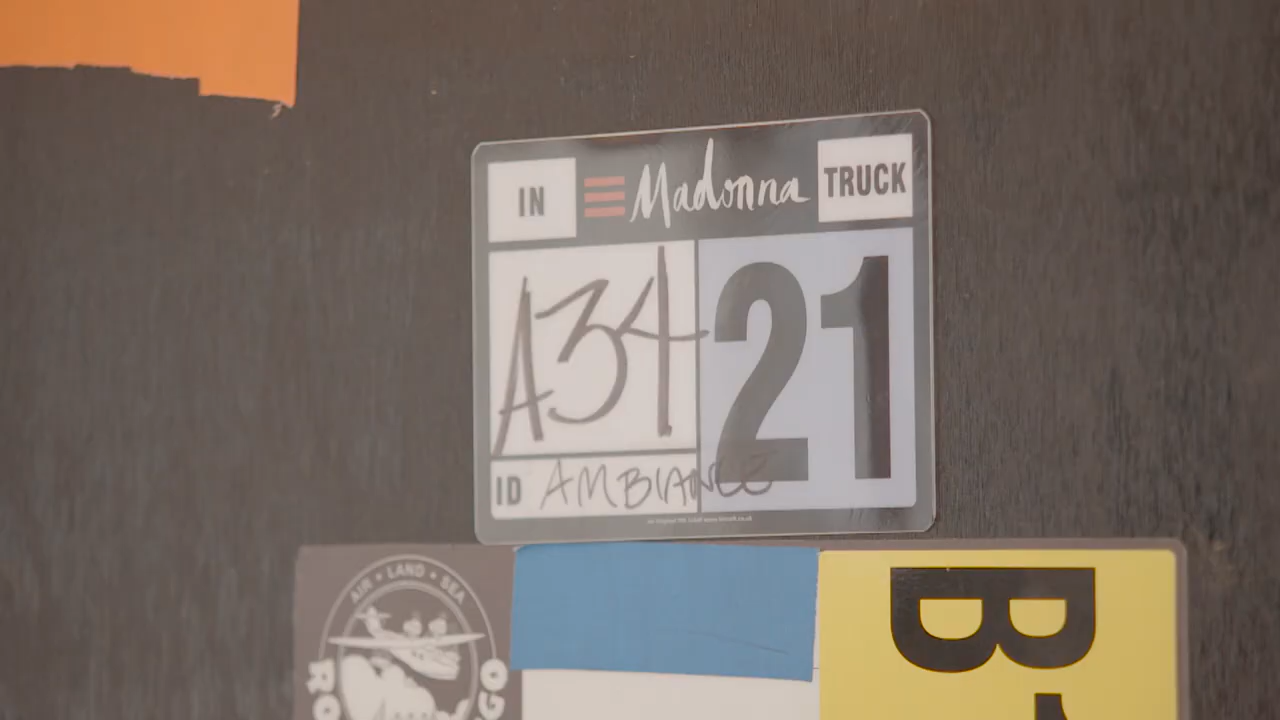 IN
Madonna
TRUCK
A34
21
ID AMBIANCE
AIR • LAND • SEA
B